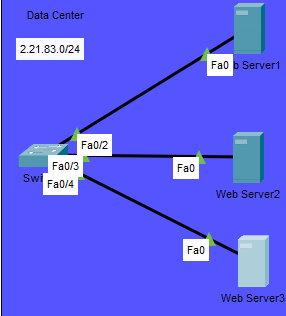 Data Center
2.21.83.0/24
Fa0
b Server1
Fa0/2
Fa0/3
Fa0
Fa0/4
Web Server2
Fa0
Web Server3